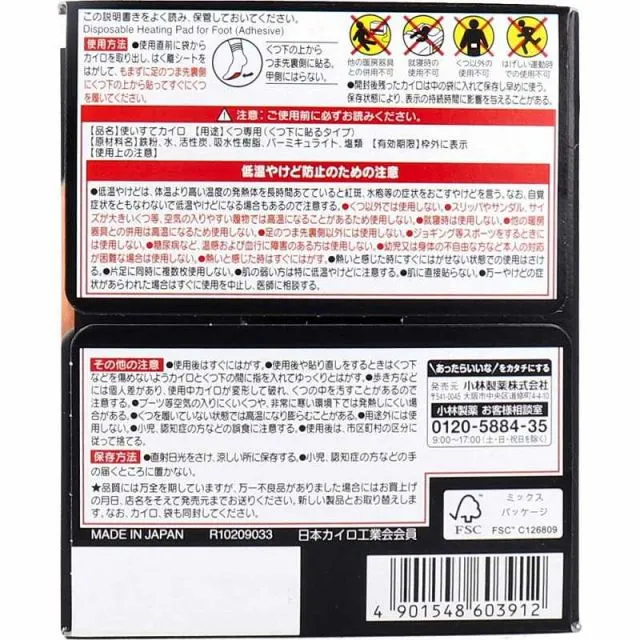 この説明書きをよく読み、保管しておいてください。
Disposable Heating Pad for Foot (Adhesive)
使用方法 ●使用直前に袋から
カイロを取り出し、はく離シートを
はがして、もまずに足のつま先裏側
にくつ下の上から貼ってすぐにくつ
を履いてください。
くつ下の上から
つま先裏側に。
甲側にはらない。
他の暖房器具
との併用不可
就寝時の
使用不可
くつ以外の
使用不可
はげしい運動時
での使用不可
●開封後残ったカイロは中の袋に入れて保存し早めに使う。
保存状態により、表示の持続時間に影響を与えることがある。
注意:ご使用前に必ずお読みください。
【品名】使いすてカイロ 【用途】くつ専用(くつ下に貼るタイプ)
【原材料名】鉄粉、水、活性炭、吸水性樹脂、バーミキュライト、塩類 【有効期限】枠外に表示
【使用上の注意】
低温やけど防止のための注意
●低温やけどは、体温より高い温度の発熱体を長時間あてていると紅斑、水疱等の症状をおこすやけどを言う。なお、自覚
症状をともなわないで低温やけどになる場合もあるので注意する。●くつ以外では使用しない。●スリッパやサンダル、サイ
ズが大きいくつ等、空気の入りやすい履物では高温になることがあるため使用しない。●就寝時は使用しない。●他の暖房
器具との併用は高温になるため使用しない。●足のつま先裏側以外には使用しない。●ジョギング等スポーツをするときに
は使用しない。●糖尿病など、温感および血行に障害のある方は使用しない。●幼児又は身体の不自由な方など本人の対応
が困難な場合は使用しない。●熱いと感じたときはすぐにはがす。●熱いと感じた時にすぐにはがせない状態での使用はさけ
る。●片足に同時に複数枚使用しない。●肌の弱い方は特に低温やけどに注意する。●肌に直接貼らない。●万一やけどの症
状があらわれた場合はすぐに使用を中止し、医師に相談する。
その他の注意 ●使用後はすぐにはがす。●使用後や貼り直しをするときはくつ下
などを傷めないようカイロとくつ下の間に指を入れてゆっくりとはがす。●歩き方など
には個人差があり、使用中カイロが変形して破れ、くつの中を汚すことがあるので
注意する。●ブーツ等空気の入りにくいくつや、非常に寒い環境下では発熱しにくい場
合がある。●くつを履いていない状態では高温になり膨らむことがある。●用途外には使用
しない。●小児、認知症の方などの誤食に注意する。●使用後は、市区町村の区分に
従って捨てる。
保存方法 ●直射日光をさけ、涼しい所に保存する。●小児、認知症の方などの手の
届くところに置かない。
★品質には万全を期していますが、万一不良品がありました場合にはお買上げ
の月日、店名をそえて発売元までお送りください。新しい製品とお取り替えしま
す。なお、カイロ、袋も同封してください。
あったらいいなをカタチにする
発売元 小林製薬株式会社
〒541-0045 大阪市中央区道修町4-4-10
小林製薬 お客様相談室
0120-5884-35
9:00〜17:00(土・日・祝日を除く)
FSC
ミックス
パッケージ
FSC™ C126809
MADE IN JAPAN R10209033 日本カイロ工業会会員
4 901548 603912